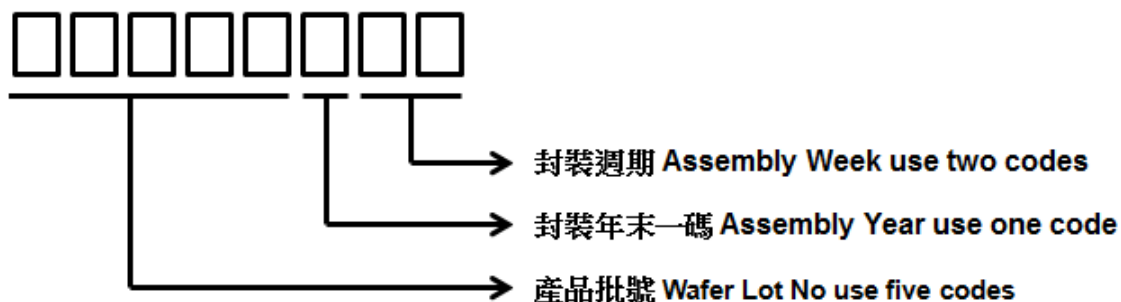 封裝週期 Assembly Week use two codes
封裝年末一碼 Assembly Year use one code
產品批號 Wafer Lot No use five codes